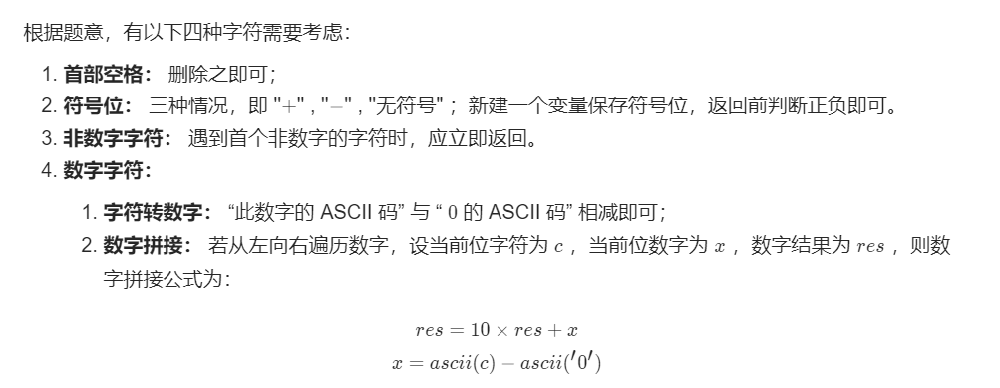 根据题意，有以下四种字符需要考虑：
1. 首部空格： 删除之即可；
2. 符号位： 三种情况，即 "+" , "−" , "无符号" ；新建一个变量保存符号位，返回前判断正负即可。
3. 非数字字符： 遇到首个非数字的字符时，应立即返回。
4. 数字字符：
1. 字符转数字： “此数字的 ASCII 码” 与 “ 0 的 ASCII 码” 相减即可；
2. 数字拼接： 若从左向右遍历数字，设当前位字符为 c ，当前位数字为 x ，数字结果为 res ，则数
字拼接公式为：
res = 10 × res + x
x = ascii(c) − ascii(′0′)